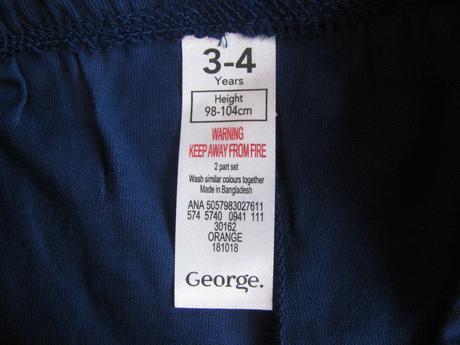 3-4
Years
Height
98-104cm
WARNING
KEEP AWAY FROM FIRE
2 part set
Wash similar colours together
Made in Bangladesh
ANA 5057983027611
574 5740 0941 111
30162
ORANGE
181018
George.